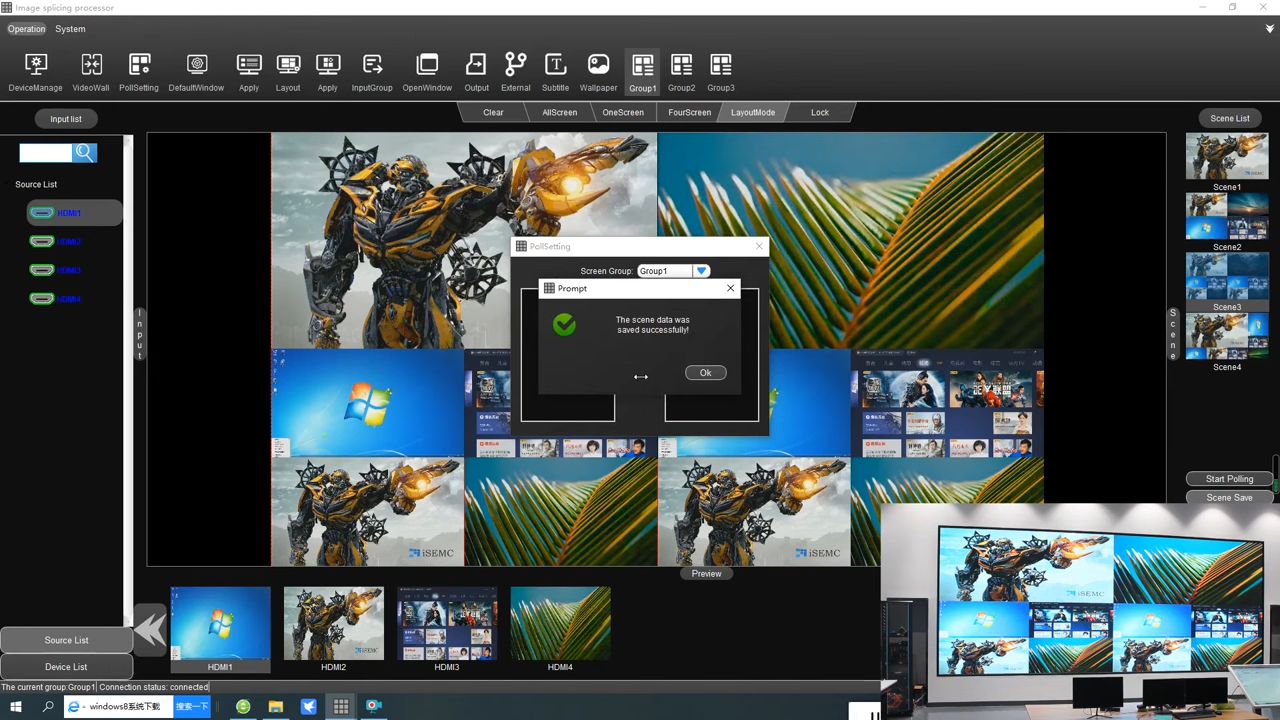 Image splicing processor
Operation System
DeviceManage VideoWall PollSetting DefaultWindow Apply Layout Apply InputGroup OpenWindow Output External Subtitle Wallpaper Group1 Group2 Group3
Clear AllScreen OneScreen FourScreen LayoutMode Lock
Input list
Source List
HDMI1
HDMI2
HDMI3
HDMI4
Input
PollSetting
Screen Group: Group1
Prompt
The scene data was
saved successfully!
Ok
iSEMC
iSEMC
Scene
Scene List
Scene1
Scene2
Scene3
Scene4
Start Polling
Scene Save
Preview
HDMI1 HDMI2 HDMI3 HDMI4
iSEMC
Source List
Device List
The current group:Group1 Connection status: connected
windows8系统下载 搜索一下
iSEMC